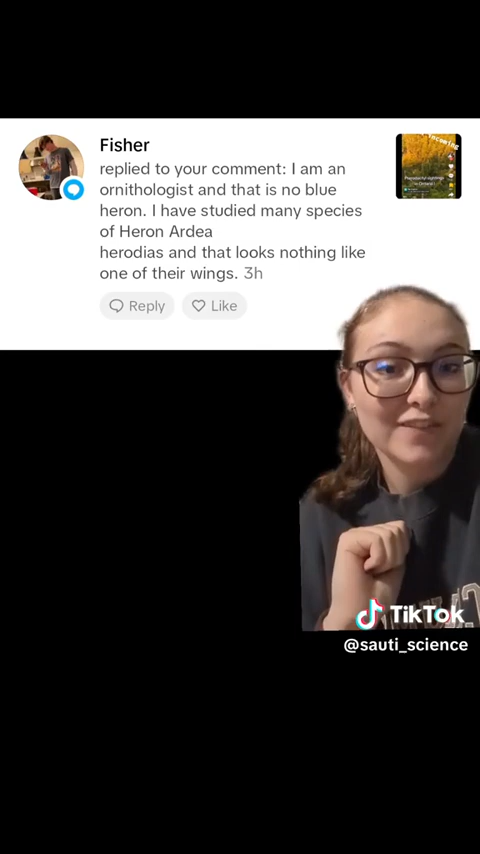 Fisher
replied to your comment: I am an
ornithologist and that is no blue
heron. I have studied many species
of Heron Ardea
herodias and that looks nothing like
one of their wings. 3h
Reply
Like
TikTok
@sauti_science